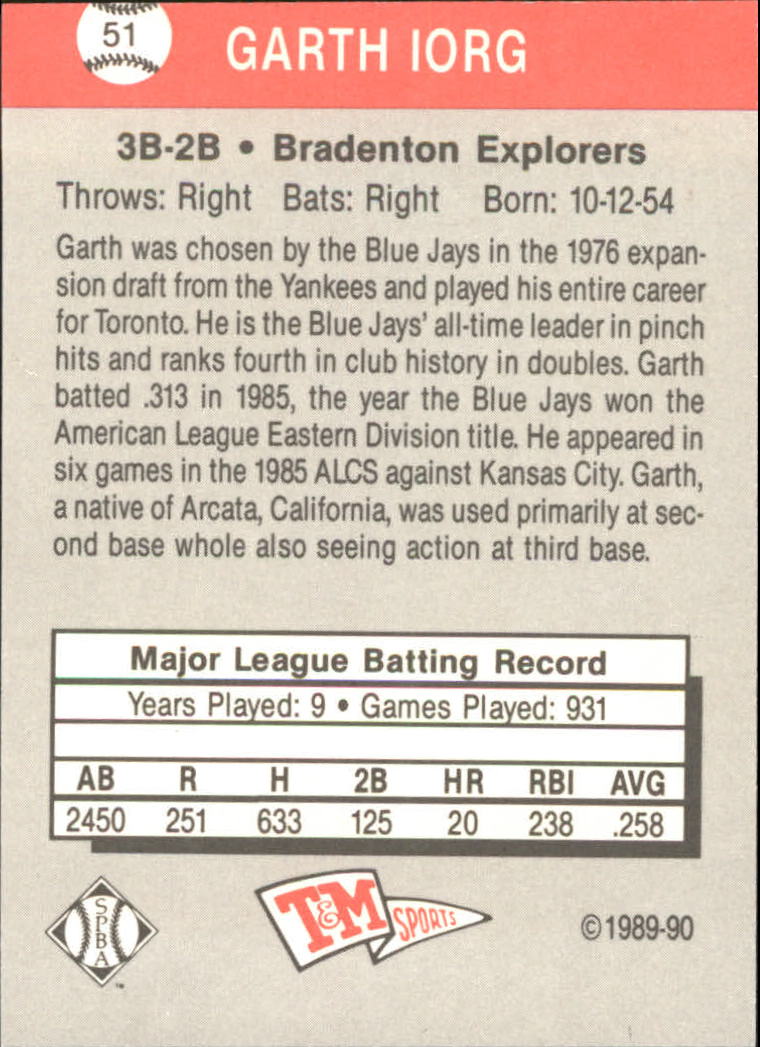 51
GARTH IORG
3B-2B • Bradenton Explorers
Throws: Right Bats: Right Born: 10-12-54
Garth was chosen by the Blue Jays in the 1976 expan-
sion draft from the Yankees and played his entire career
for Toronto. He is the Blue Jays' all-time leader in pinch
hits and ranks fourth in club history in doubles. Garth
batted .313 in 1985, the year the Blue Jays won the
American League Eastern Division title. He appeared in
six games in the 1985 ALCS against Kansas City. Garth,
a native of Arcata, California, was used primarily at sec-
ond base whole also seeing action at third base.
Major League Batting Record
Years Played: 9 • Games Played: 931
AB R H 2B HR RBI AVG
2450 251 633 125 20 238 .258
SPBA
™
T&M SPORTS
©1989-90